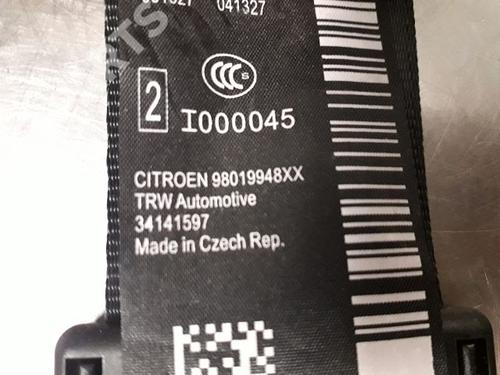 041327
2
S
I000045
CITROEN 98019948XX
TRW Automotive
34141597
Made in Czech Rep.